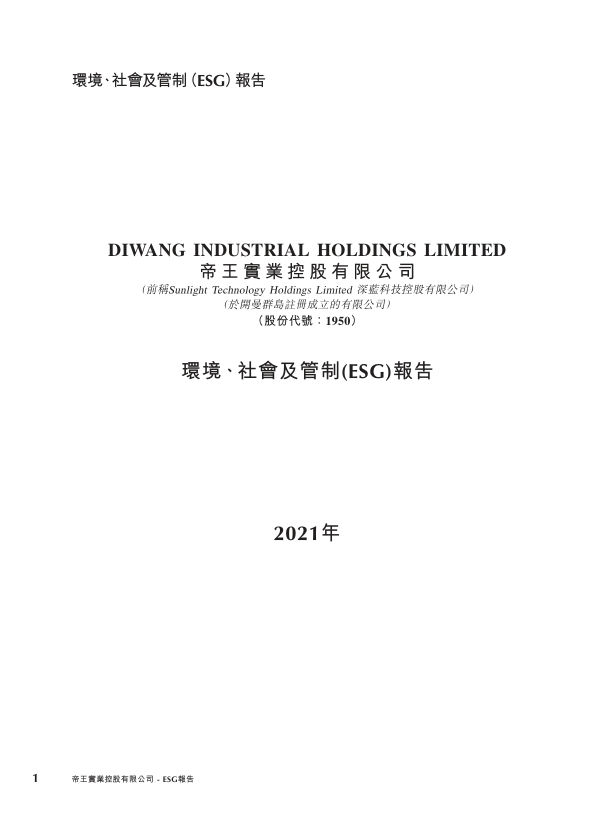 環境、社會及管制（ESG）報告
DIWANG INDUSTRIAL HOLDINGS LIMITED
帝王實業控股有限公司
(前稱Sunlight Technology Holdings Limited 深藍科技控股有限公司)
(於開曼群島註冊成立的有限公司)
（股份代號：1950）
環境、社會及管制(ESG)報告
2021年
1 帝王實業控股有限公司 - ESG報告